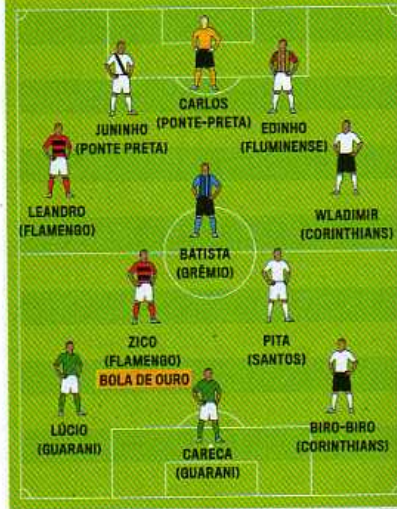 CARLOS
(PONTE-PRETA)
JUNINHO
(PONTE PRETA)
EDINHO
(FLUMINENSE)
LEANDRO
(FLAMENGO)
WLADIMIR
(CORINTHIANS)
BATISTA
(GRÊMIO)
ZICO
(FLAMENGO)
BOLA DE OURO
PITA
(SANTOS)
LÚCIO
(GUARANI)
CARECA
(GUARANI)
BIRO-BIRO
(CORINTHIANS)